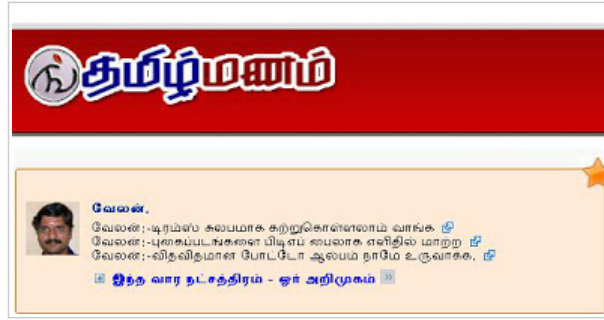 தமிழ்மணம்
வேலன்.
வேலன்:-டிரம்ஸ் சுலபமாக கற்றுகொள்ளலாம் வாங்க
வேலன்:-புகைப்படங்களை பிடிஎப் பைலாக எளிதில் மாற்ற
வேலன்:-விதவிதமான போட்டோ ஆல்பம் நாமே உருவாக்க.
இந்த வார நட்சத்திரம் - ஓர் அறிமுகம்